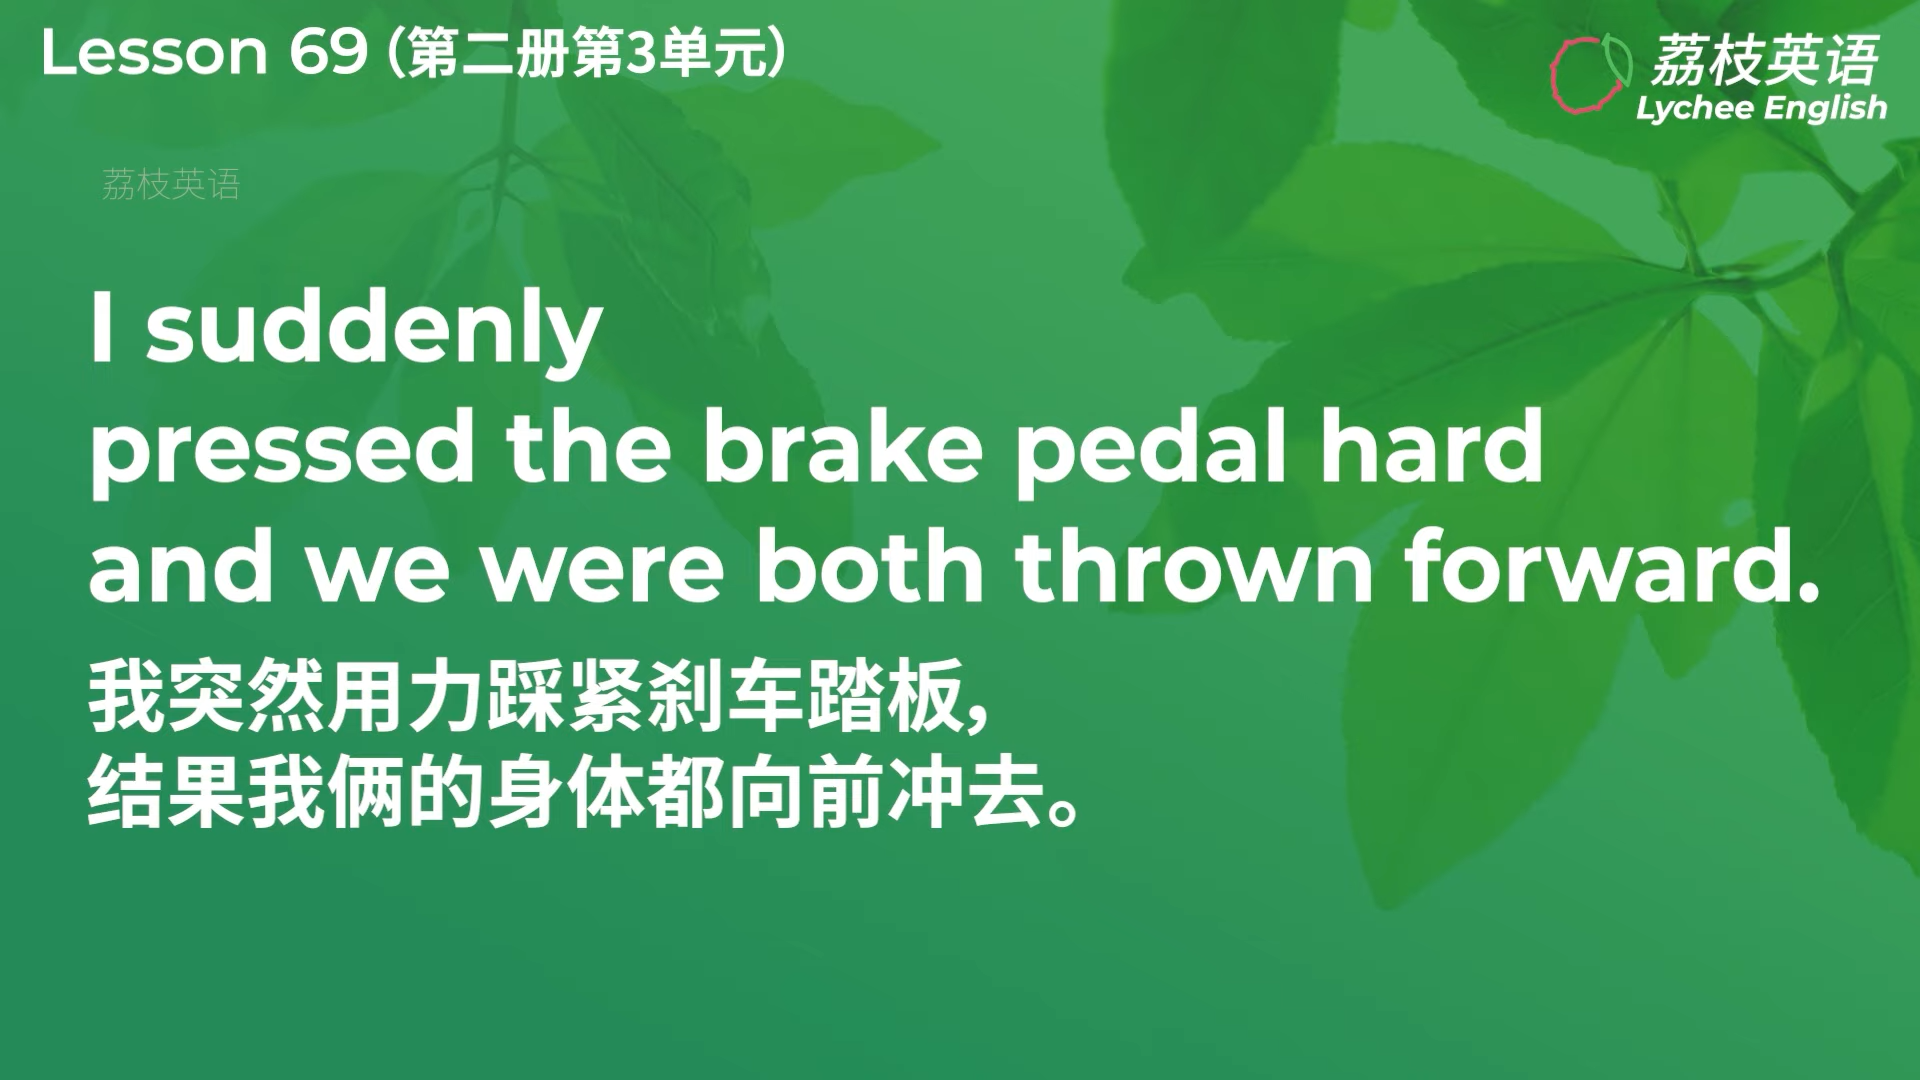 Lesson 69（第二册第3单元）
荔枝英语
Lychee English
荔枝英语
I suddenly
pressed the brake pedal hard
and we were both thrown forward.
我突然用力踩紧刹车踏板，
结果我俩的身体都向前冲去。